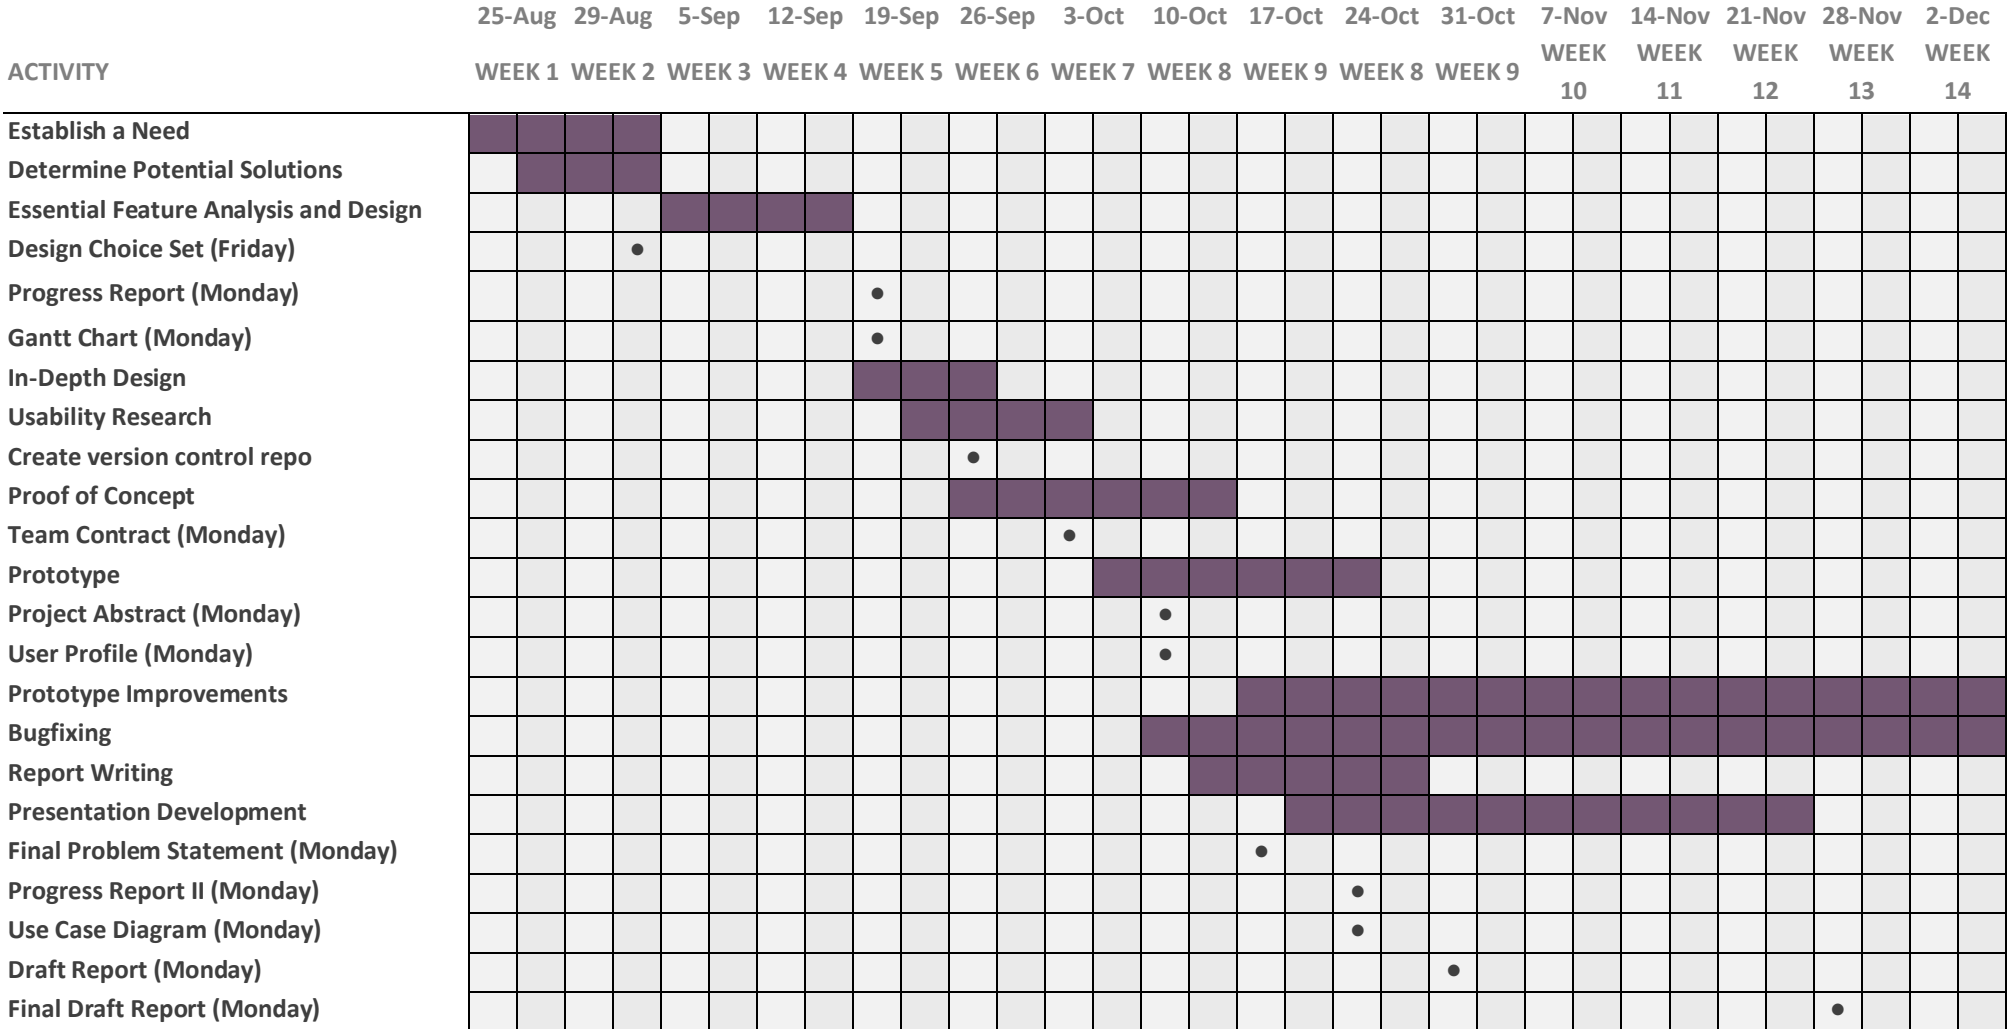 25-Aug 29-Aug 5-Sep 12-Sep 19-Sep 26-Sep 3-Oct 10-Oct 17-Oct 24-Oct 31-Oct 7-Nov 14-Nov 21-Nov 28-Nov 2-Dec
ACTIVITY WEEK 1 WEEK 2 WEEK 3 WEEK 4 WEEK 5 WEEK 6 WEEK 7 WEEK 8 WEEK 9 WEEK 8 WEEK 9 WEEK 10 WEEK 11 WEEK 12 WEEK 13 WEEK 14
Establish a Need
Determine Potential Solutions
Essential Feature Analysis and Design
Design Choice Set (Friday)
Progress Report (Monday)
Gantt Chart (Monday)
In-Depth Design
Usability Research
Create version control repo
Proof of Concept
Team Contract (Monday)
Prototype
Project Abstract (Monday)
User Profile (Monday)
Prototype Improvements
Bugfixing
Report Writing
Presentation Development
Final Problem Statement (Monday)
Progress Report II (Monday)
Use Case Diagram (Monday)
Draft Report (Monday)
Final Draft Report (Monday)